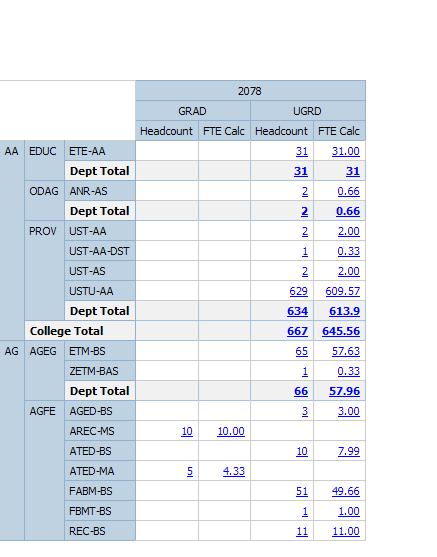 2078
GRAD UGRD
Headcount FTE Calc Headcount FTE Calc
AA EDUC ETE-AA 31 31.00
Dept Total 31 31
ODAG ANR-AS 2 0.66
Dept Total 2 0.66
PROV UST-AA 2 2.00
UST-AA-DST 1 0.33
UST-AS 2 2.00
USTU-AA 629 609.57
Dept Total 634 613.9
College Total 667 645.56
AG AGEG ETM-BS 65 57.63
ZETM-BAS 1 0.33
Dept Total 66 57.96
AGFE AGED-BS 3 3.00
AREC-MS 10 10.00
ATED-BS 10 7.99
ATED-MA 5 4.33
FABM-BS 51 49.66
FBMT-BS 1 1.00
REC-BS 11 11.00